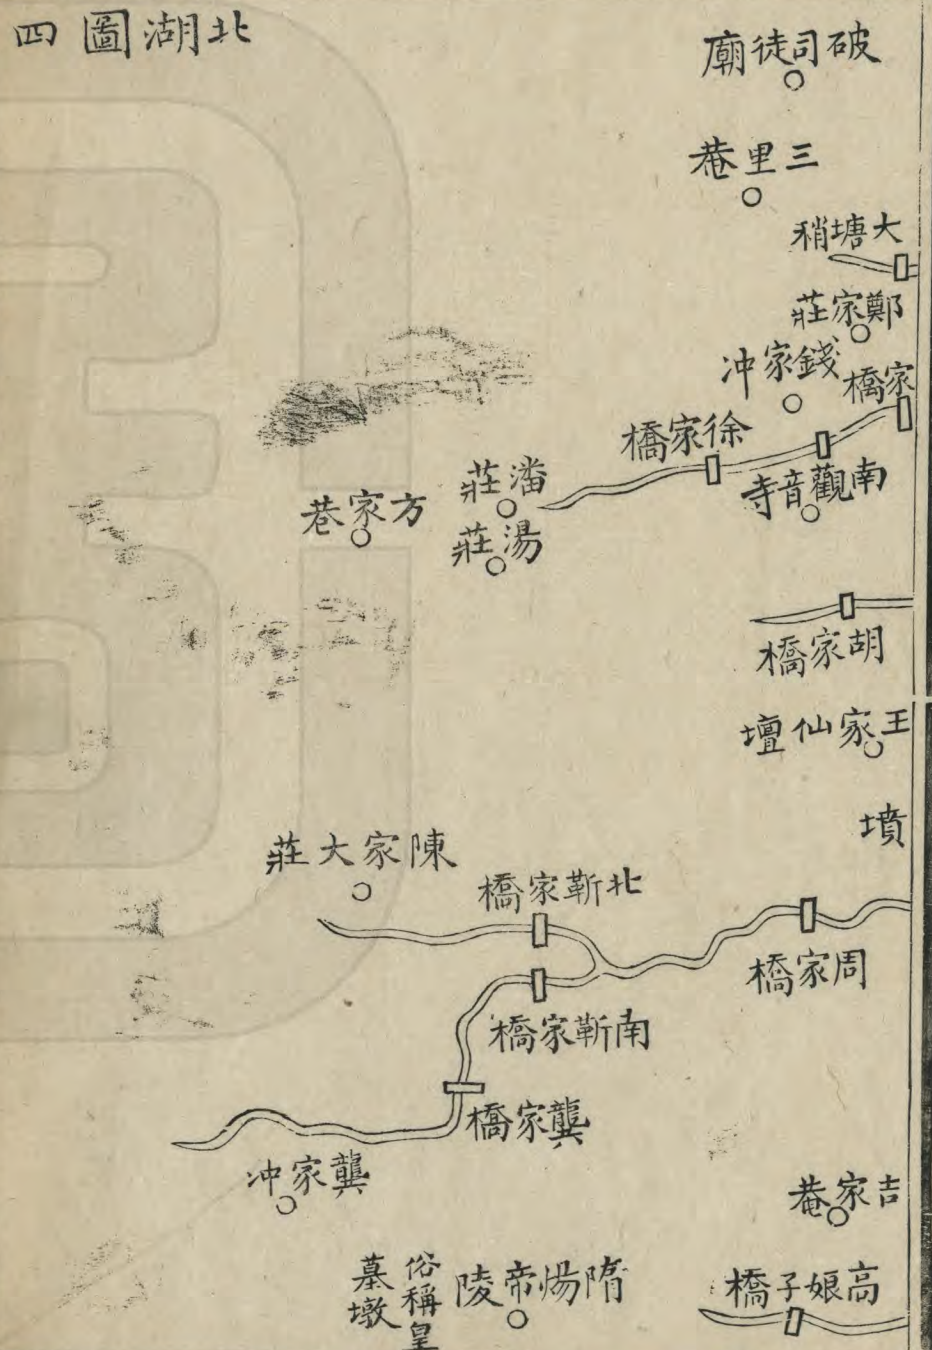 北湖圖四
破司徒廟
三里菴
大塘稍
鄭家莊
錢家冲
家橋
徐家橋
南觀音寺
潘莊
方家巷
湯莊
胡家橋
王家仙壇
墳
陳家大莊
北靳家橋
周家橋
南靳家橋
龔家橋
龔家冲
吉家菴
高娘子橋
隋煬帝陵
俗稱皇
墓墩